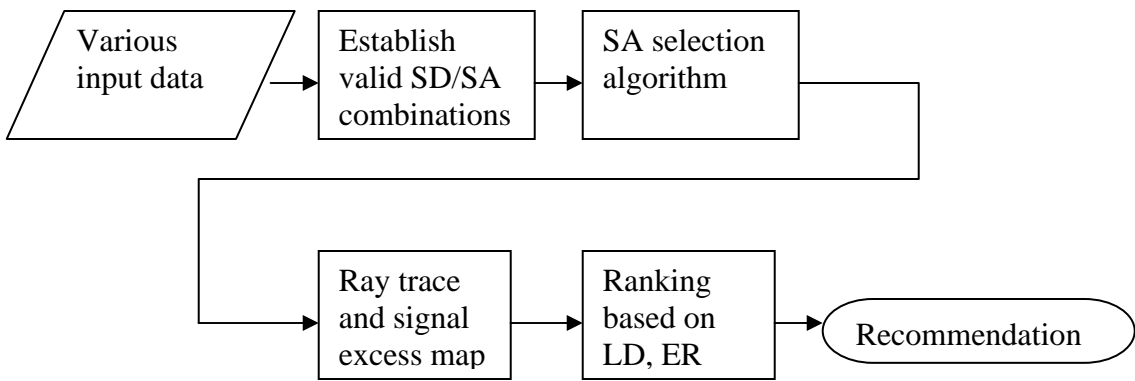 Various
input data
Establish
valid SD/SA
combinations
SA selection
algorithm
Ray trace
and signal
excess map
Ranking
based on
LD, ER
Recommendation